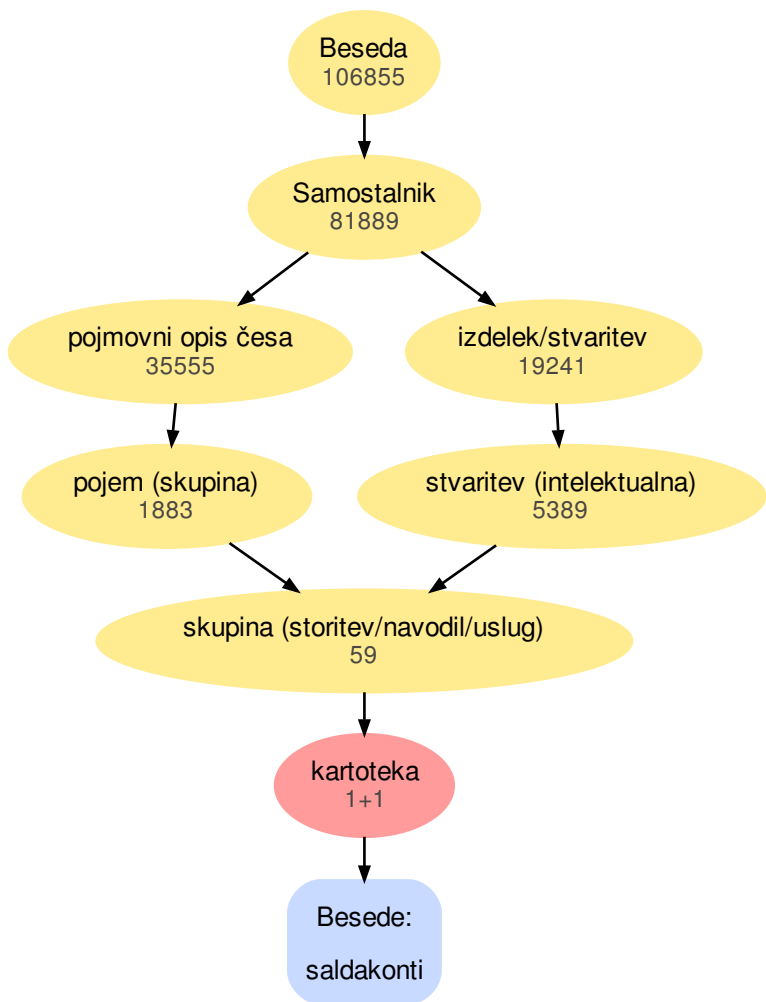 Beseda
106855
Samostalnik
81889
pojmovni opis česa
35555
izdelek/stvaritev
19241
pojem (skupina)
1883
stvaritev (intelektualna)
5389
skupina (storitev/navodil/uslug)
59
kartoteka
1+1
Besede:
saldakonti